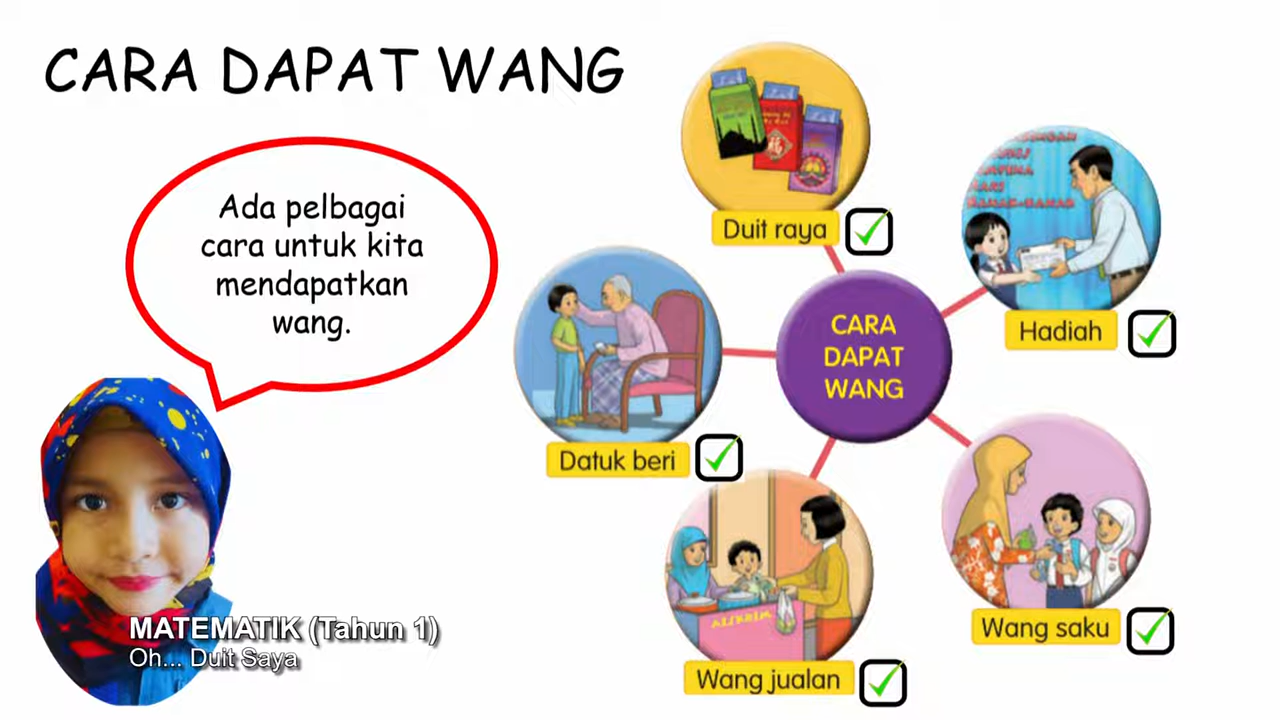 CARA DAPAT WANG
Ada pelbagai
cara untuk kita
mendapatkan
wang.
Duit raya
Hadiah
CARA
DAPAT
WANG
Datuk beri
Wang saku
Wang jualan
AISKRIM
MATEMATIK (Tahun 1)
Oh... Duit Saya